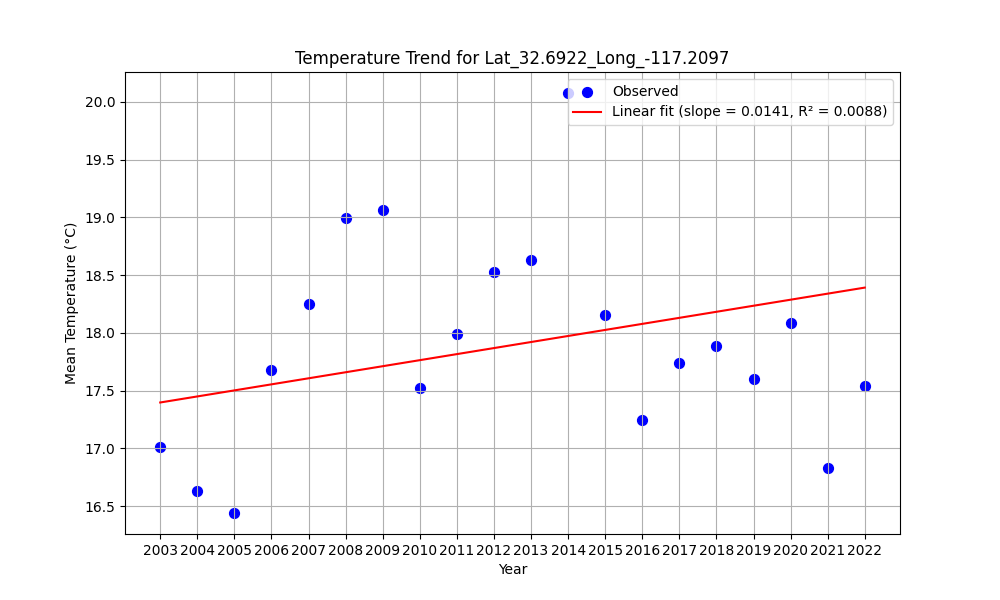 Temperature Trend for Lat_32.6922_Long_-117.2097
Observed
Linear fit (slope = 0.0141, R² = 0.0088)
20.0
19.5
19.0
18.5
18.0
17.5
17.0
16.5
Mean Temperature (°C)
2003 2004 2005 2006 2007 2008 2009 2010 2011 2012 2013 2014 2015 2016 2017 2018 2019 2020 2021 2022
Year